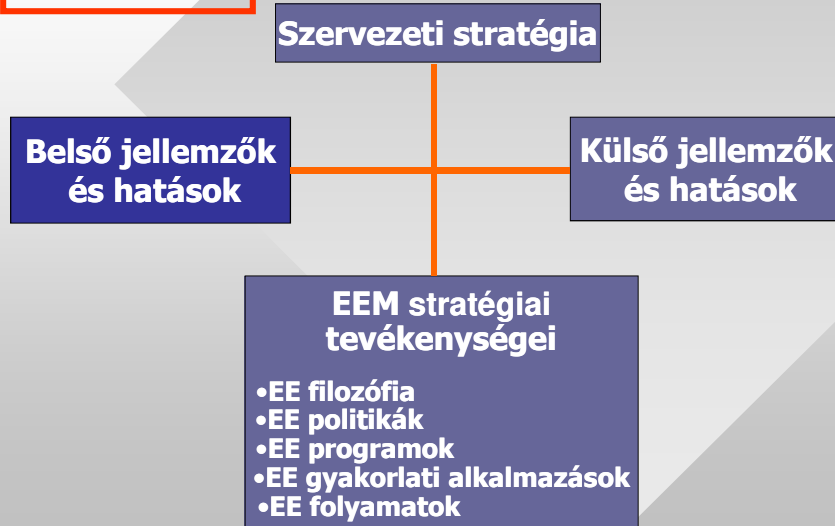 Szervezeti stratégia
Belső jellemzők
és hatások
Külső jellemzők
és hatások
EEM stratégiai
tevékenységei
•EE filozófia
•EE politikák
•EE programok
•EE gyakorlati alkalmazások
•EE folyamatok